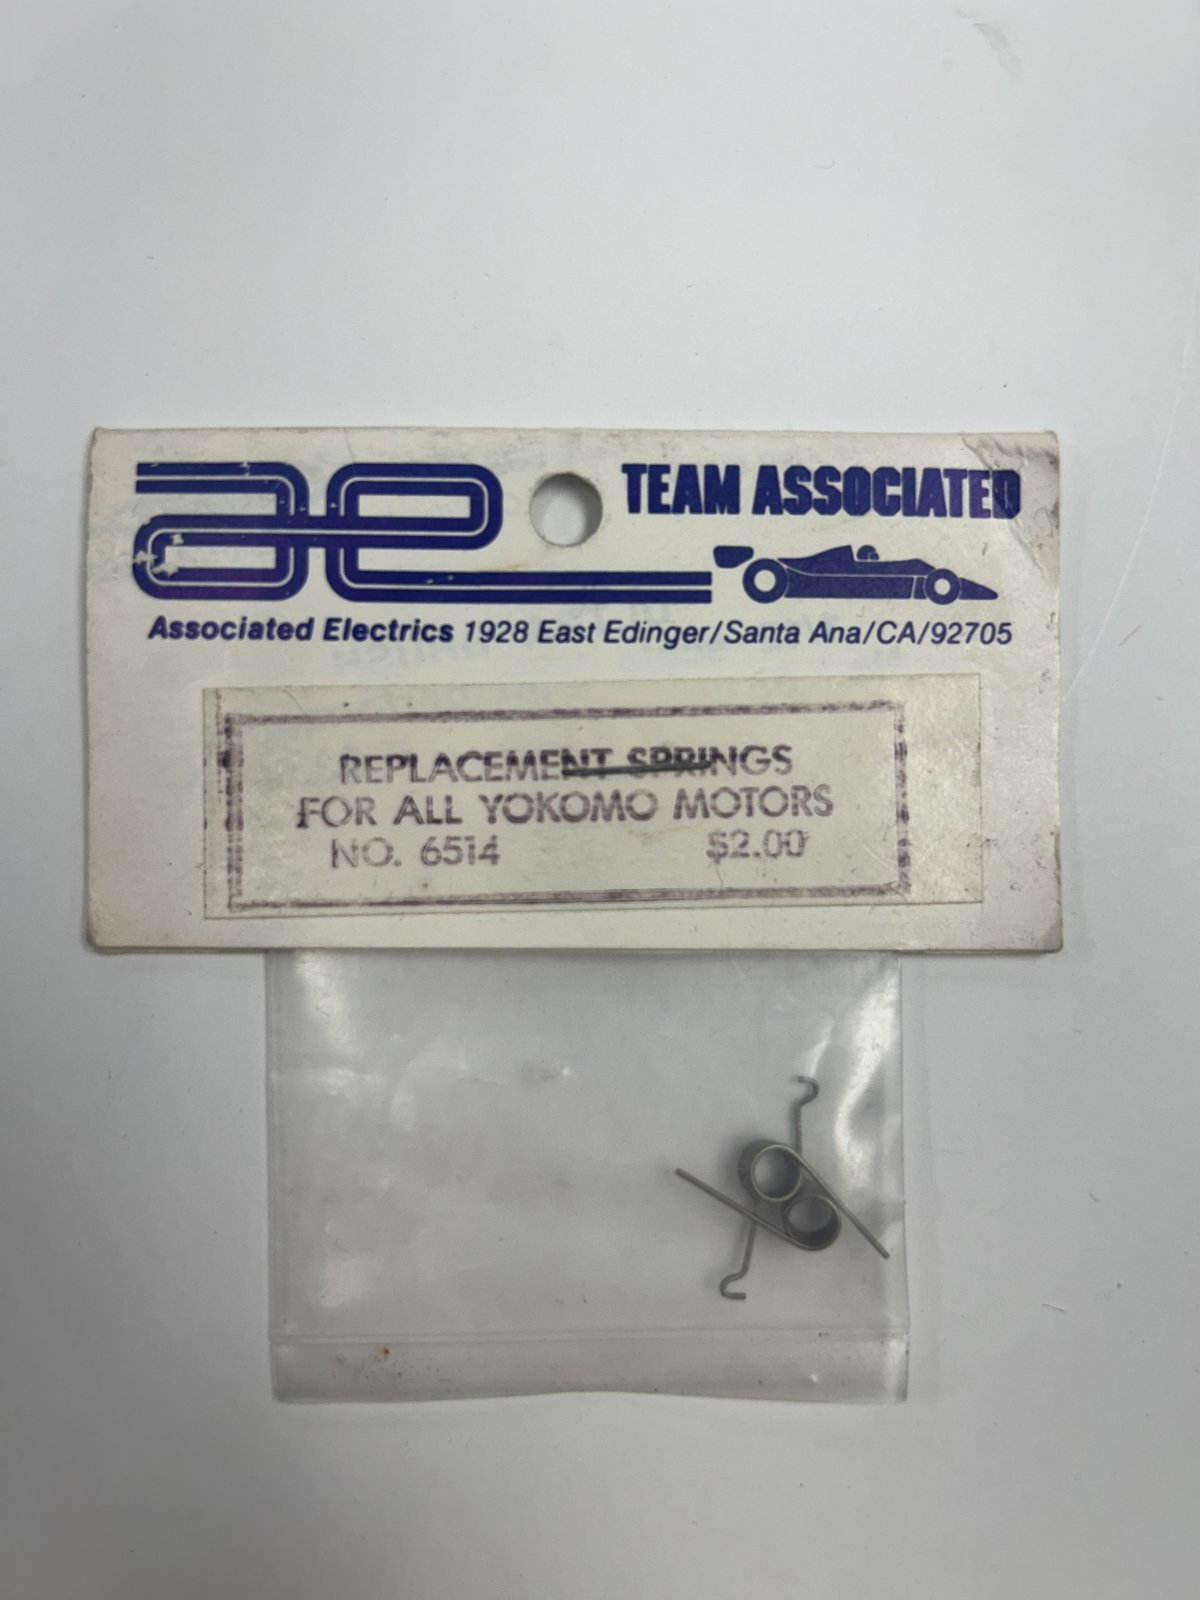 ae
TEAM ASSOCIATED
Associated Electrics 1928 East Edinger/Santa Ana/CA/92705
REPLACEMENT SPRINGS
FOR ALL YOKOMO MOTORS
NO. 6514 $2.00